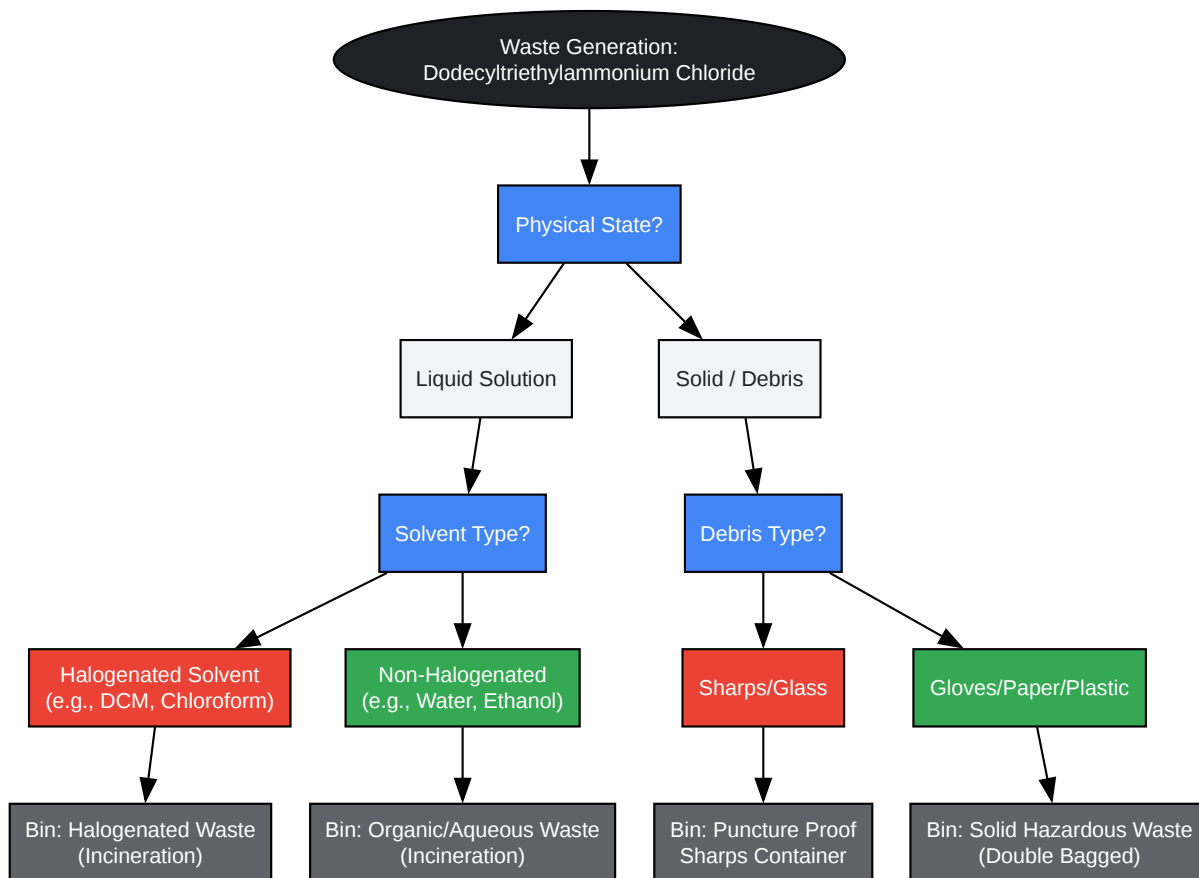 Waste Generation:
Dodecyltriethylammonium Chloride
Physical State?
Liquid Solution
Solid / Debris
Solvent Type?
Debris Type?
Halogenated Solvent
(e.g., DCM, Chloroform)
Non-Halogenated
(e.g., Water, Ethanol)
Sharps/Glass
Gloves/Paper/Plastic
Bin: Halogenated Waste
(Incineration)
Bin: Organic/Aqueous Waste
(Incineration)
Bin: Puncture Proof
Sharps Container
Bin: Solid Hazardous Waste
(Double Bagged)